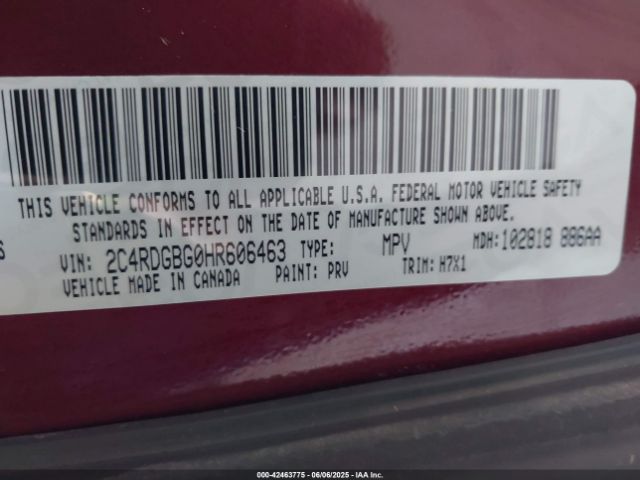 THIS VEHICLE CONFORMS TO ALL APPLICABLE U.S.A. FEDERAL MOTOR VEHICLE SAFETY
STANDARDS IN EFFECT ON THE DATE OF MANUFACTURE SHOWN ABOVE.
VIN: 2C4RDGBG0HR606463 TYPE: MPV MDH: 102818 886AA
VEHICLE MADE IN CANADA PAINT: PRV TRIM: H7X1
000-42463775 - 06/06/2025 - IAA Inc.